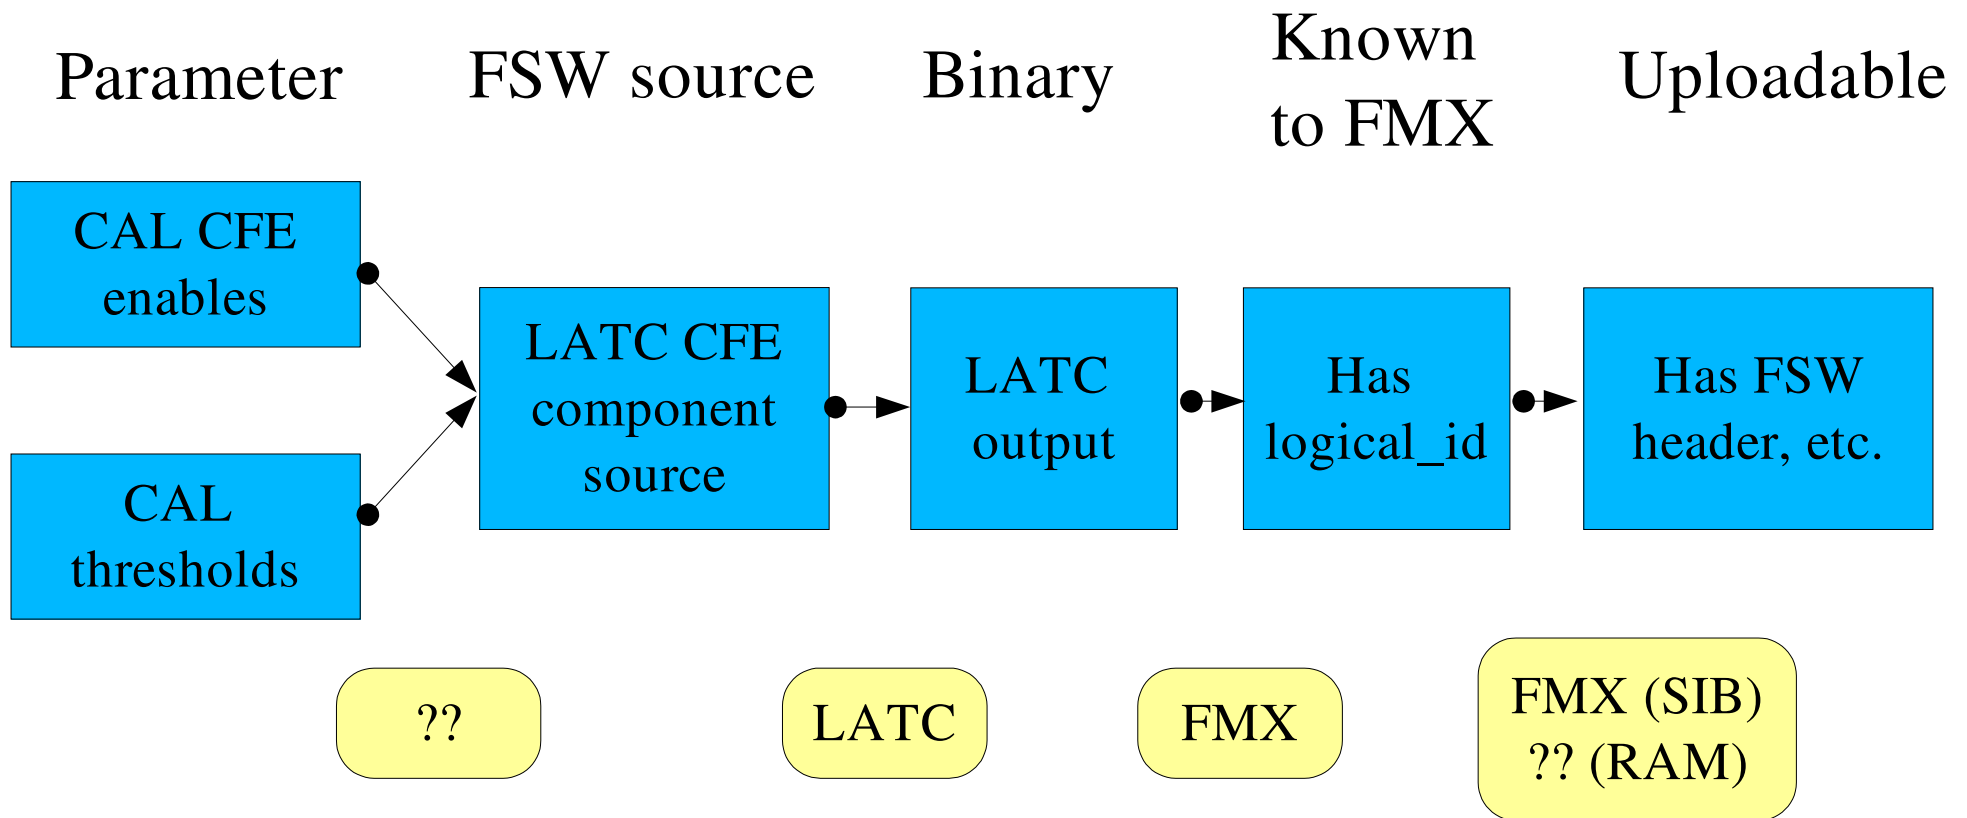 Parameter
FSW source
Binary
Known
to FMX
Uploadable
CAL CFE
enables
CAL
thresholds
LATC CFE
component
source
LATC
output
Has
logical_id
Has FSW
header, etc.
??
LATC
FMX
FMX (SIB)
?? (RAM)